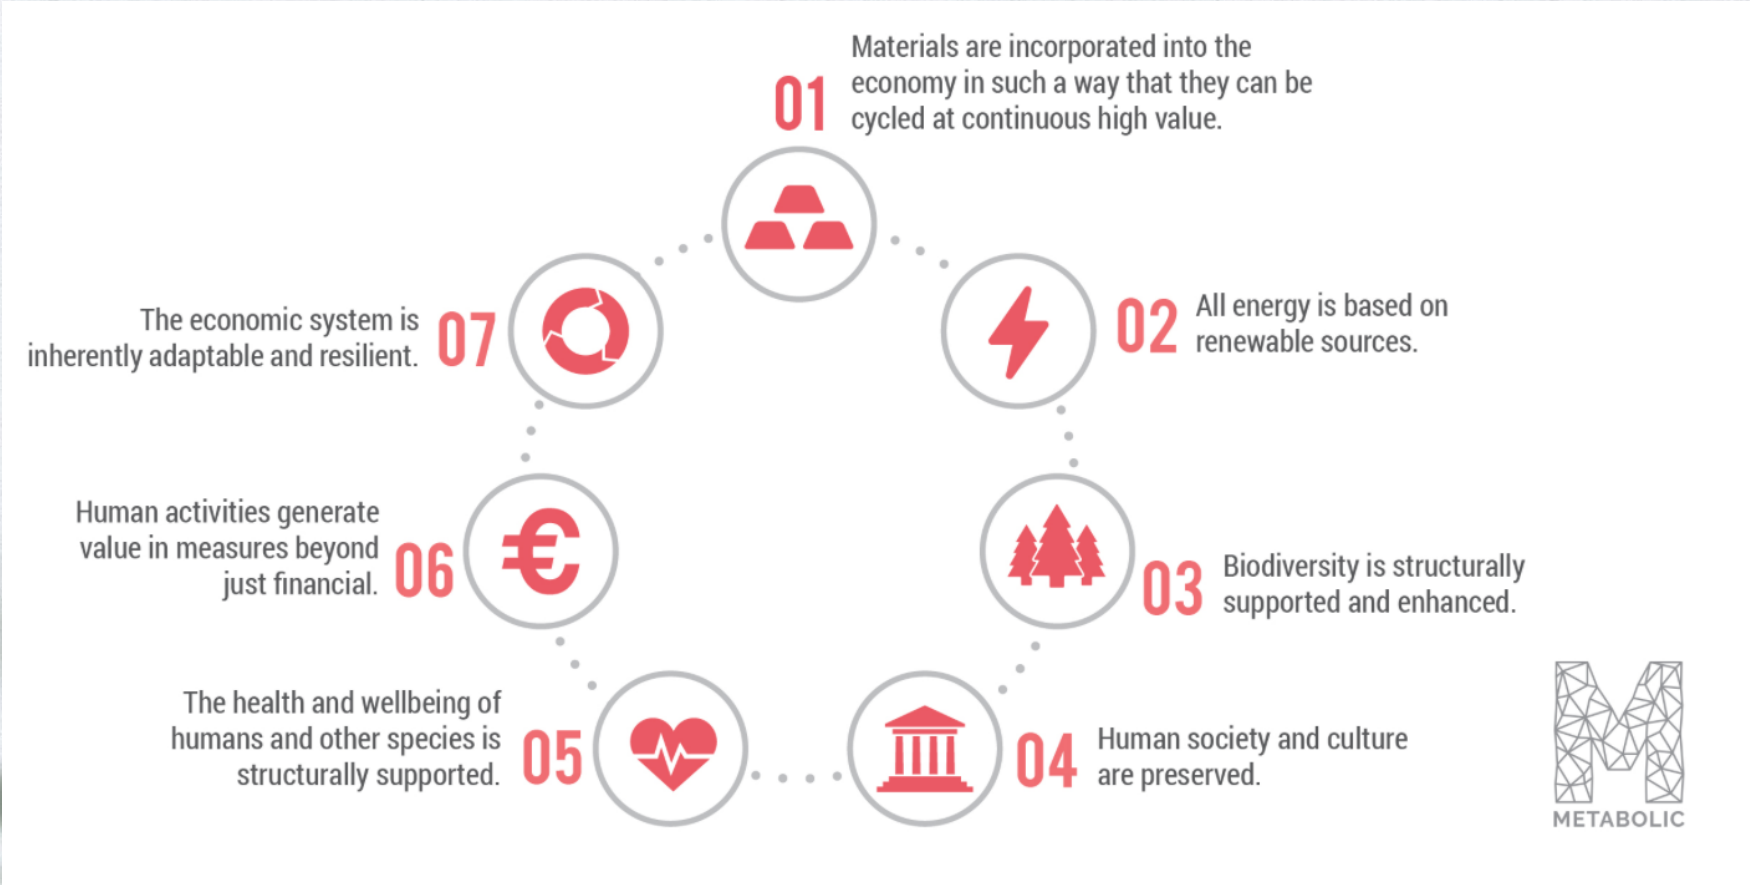 01
Materials are incorporated into the
economy in such a way that they can be
cycled at continuous high value.
02
All energy is based on
renewable sources.
03
Biodiversity is structurally
supported and enhanced.
04
Human society and culture
are preserved.
05
The health and wellbeing of
humans and other species is
structurally supported.
06
Human activities generate
value in measures beyond
just financial.
07
The economic system is
inherently adaptable and resilient.
€
M
METABOLIC